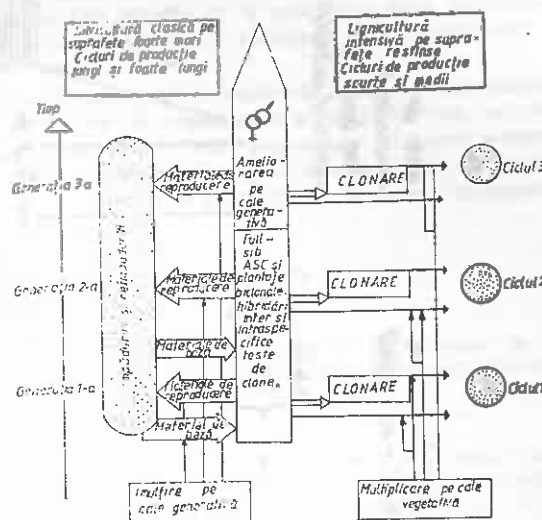 Silvicultură clasică pe
suprafețe foarte mari
Cicluri de producție
lungi și foarte lungi
Lignicultură
intensivă pe supra-
fețe restînse
Cicluri de producție
scurte și medii
Timp
Generația 3-a
Generația 2-a
Generația 1-a
Împăduriri și reîmpăduriri
Materiale de
reproducere
Materiale de
reproducere
Materiale de
bază
de
reproducere
Material de
bază
Amelio-
rarea
pe
cale
genera-
tivă
Full-
sib
ASC și
plantaje
biclonale
hibridări
inter și
intraspe-
cifice
teste
de
clone
CLONARE
CLONARE
CLONARE
Ciclul 3
Ciclul 2
Ciclul 1
pe
cale generativă
Multiplicare pe cale
vegetativă